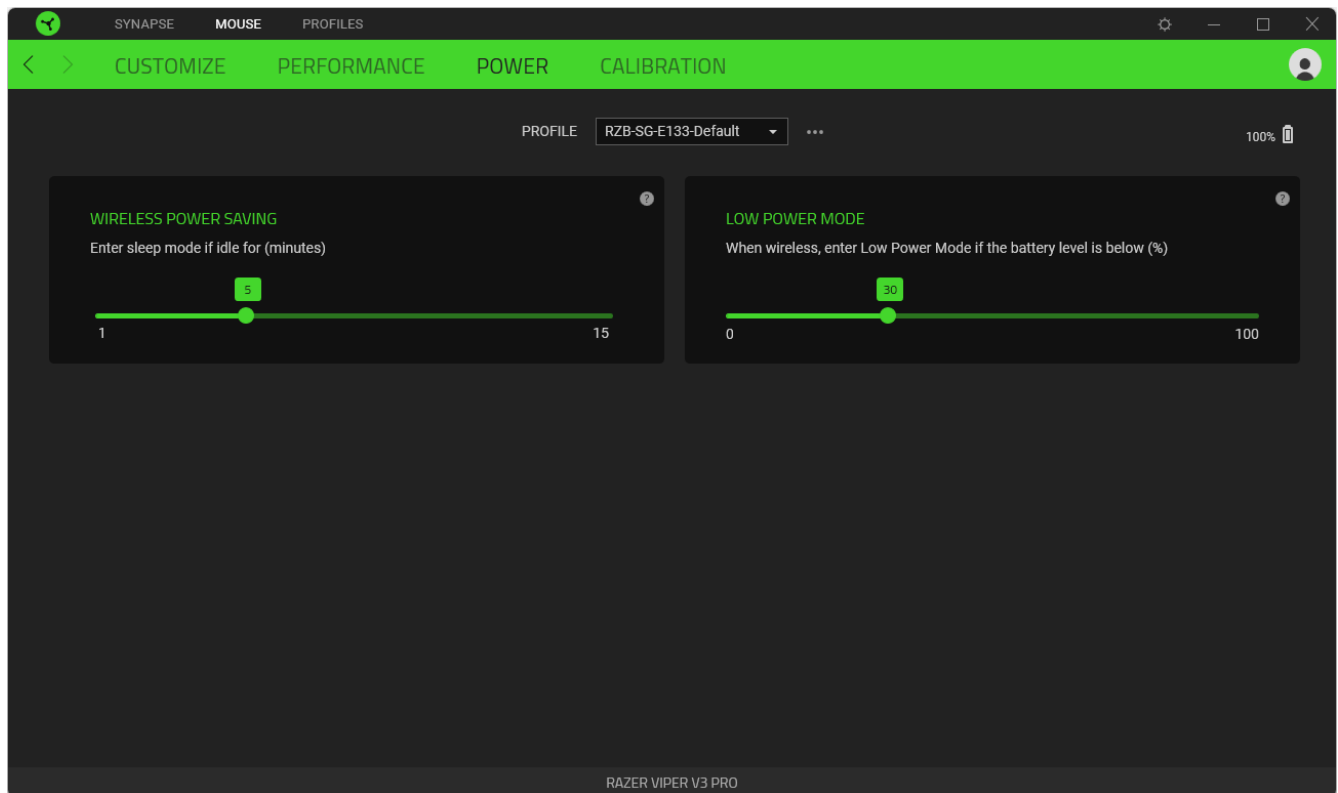 SYNAPSE MOUSE PROFILES
CUSTOMIZE PERFORMANCE POWER CALIBRATION
PROFILE RZB-SG-E133-Default
100%
WIRELESS POWER SAVING
Enter sleep mode if idle for (minutes)
5
1 15
LOW POWER MODE
When wireless, enter Low Power Mode if the battery level is below (%)
30
0 100
RAZER VIPER V3 PRO